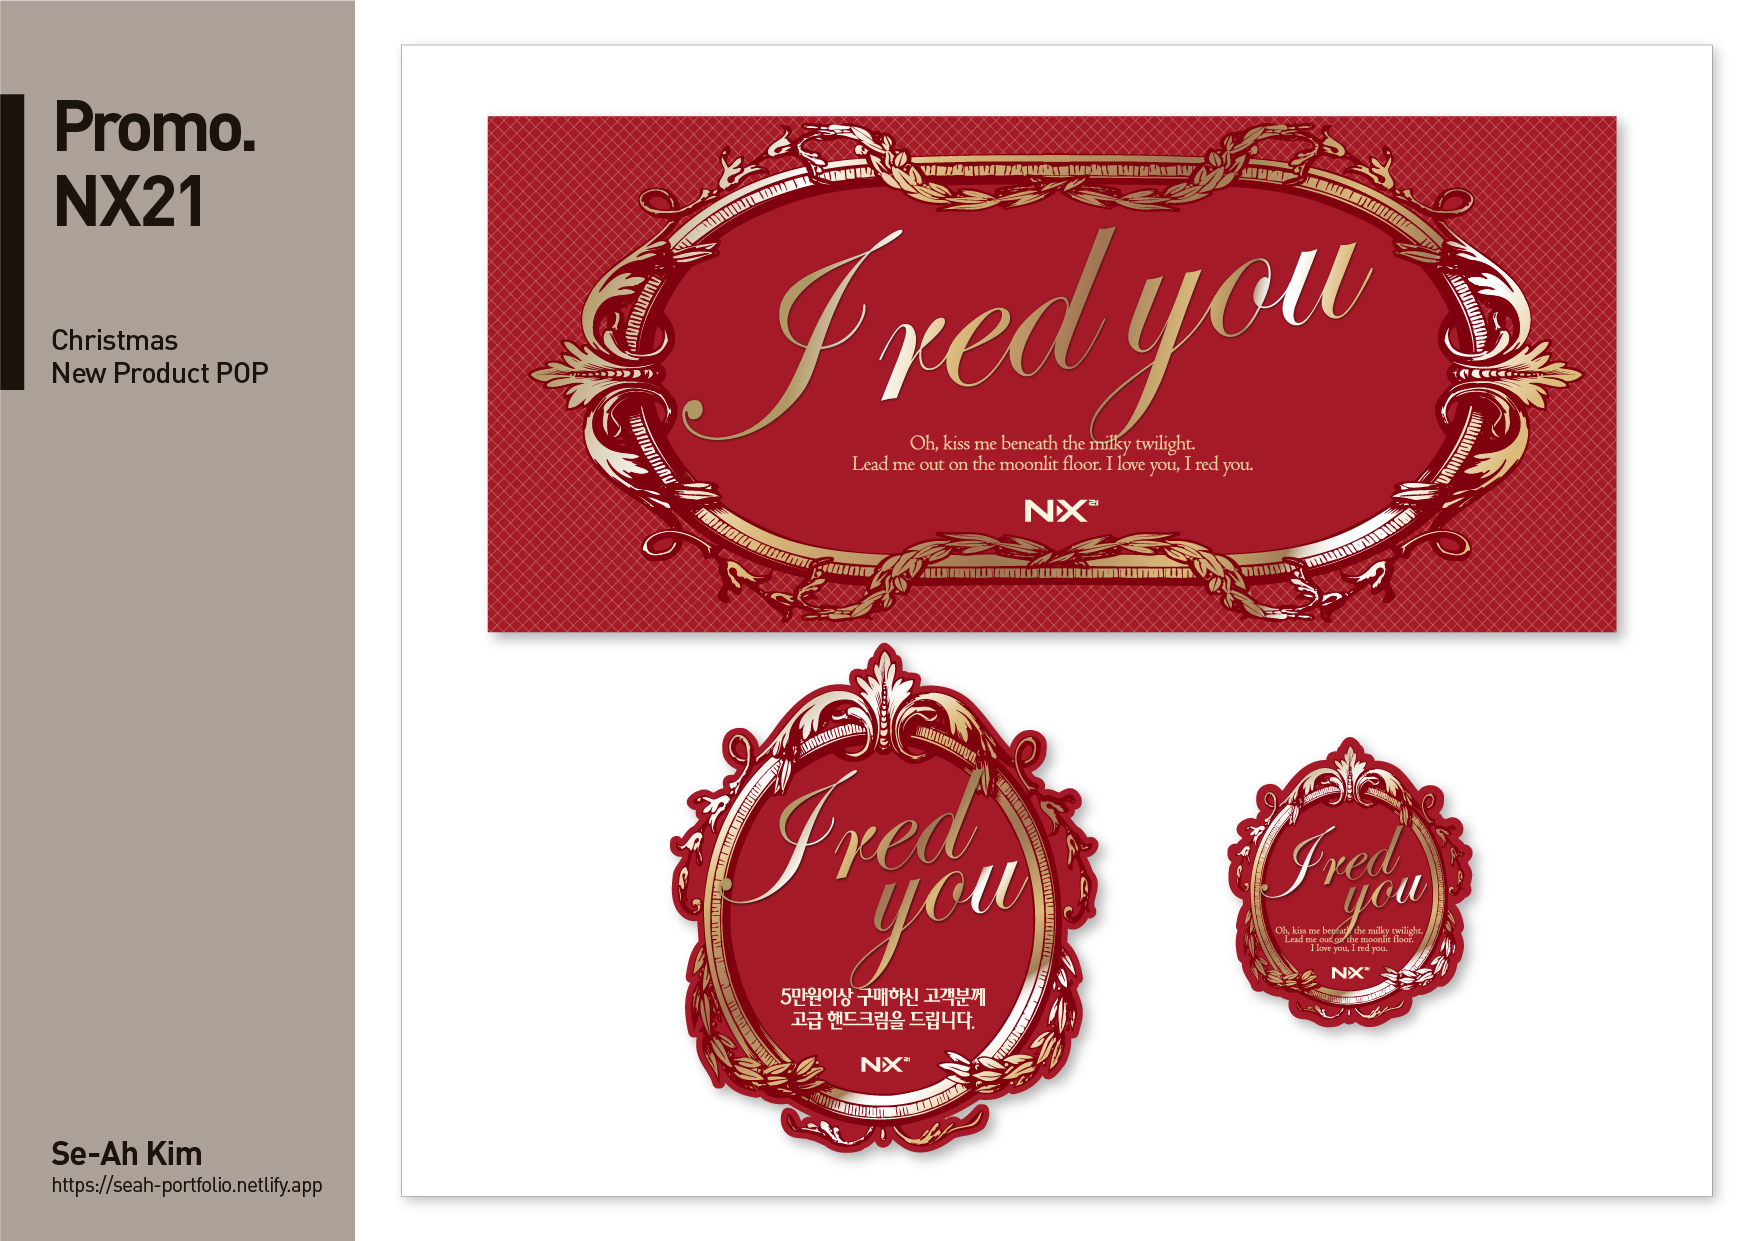 Promo.
NX21
Christmas
New Product POP
Se-Ah Kim
https://seah-portfolio.netlify.app
I red you
Oh, kiss me beneath the milky twilight.
Lead me out on the moonlit floor. I love you, I red you.
NX21
I red
you
5만원이상 구매하신 고객분께
고급 핸드크림을 드립니다.
NX21
I red
you
Oh, kiss me beneath the milky twilight.
Lead me out on the moonlit floor.
I love you, I red you.
NX21